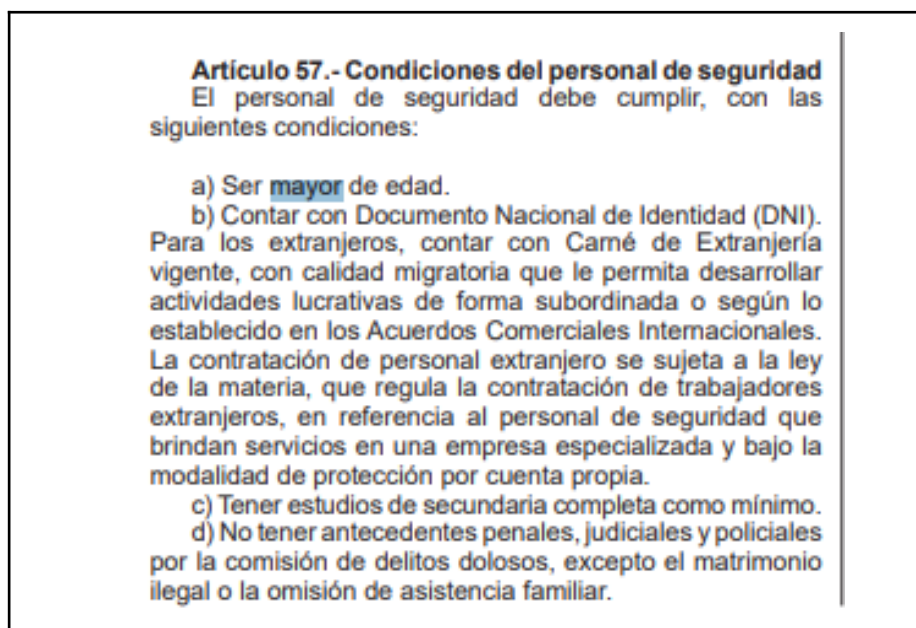 Artículo 57.- Condiciones del personal de seguridad
El personal de seguridad debe cumplir, con las
siguientes condiciones:
a) Ser mayor de edad.
b) Contar con Documento Nacional de Identidad (DNI).
Para los extranjeros, contar con Carné de Extranjería
vigente, con calidad migratoria que le permita desarrollar
actividades lucrativas de forma subordinada o según lo
establecido en los Acuerdos Comerciales Internacionales.
La contratación de personal extranjero se sujeta a la ley
de la materia, que regula la contratación de trabajadores
extranjeros, en referencia al personal de seguridad que
brindan servicios en una empresa especializada y bajo la
modalidad de protección por cuenta propia.
c) Tener estudios de secundaria completa como mínimo.
d) No tener antecedentes penales, judiciales y policiales
por la comisión de delitos dolosos, excepto el matrimonio
ilegal o la omisión de asistencia familiar.